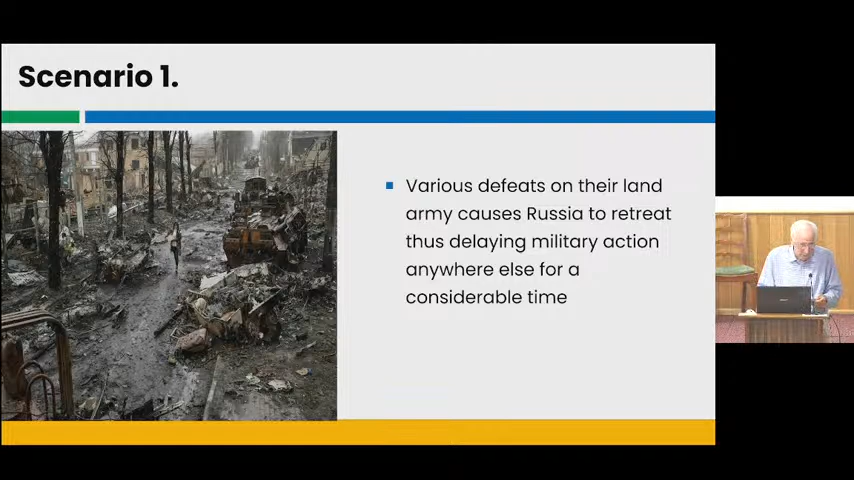 Scenario 1.
Various defeats on their land
army causes Russia to retreat
thus delaying military action
anywhere else for a
considerable time